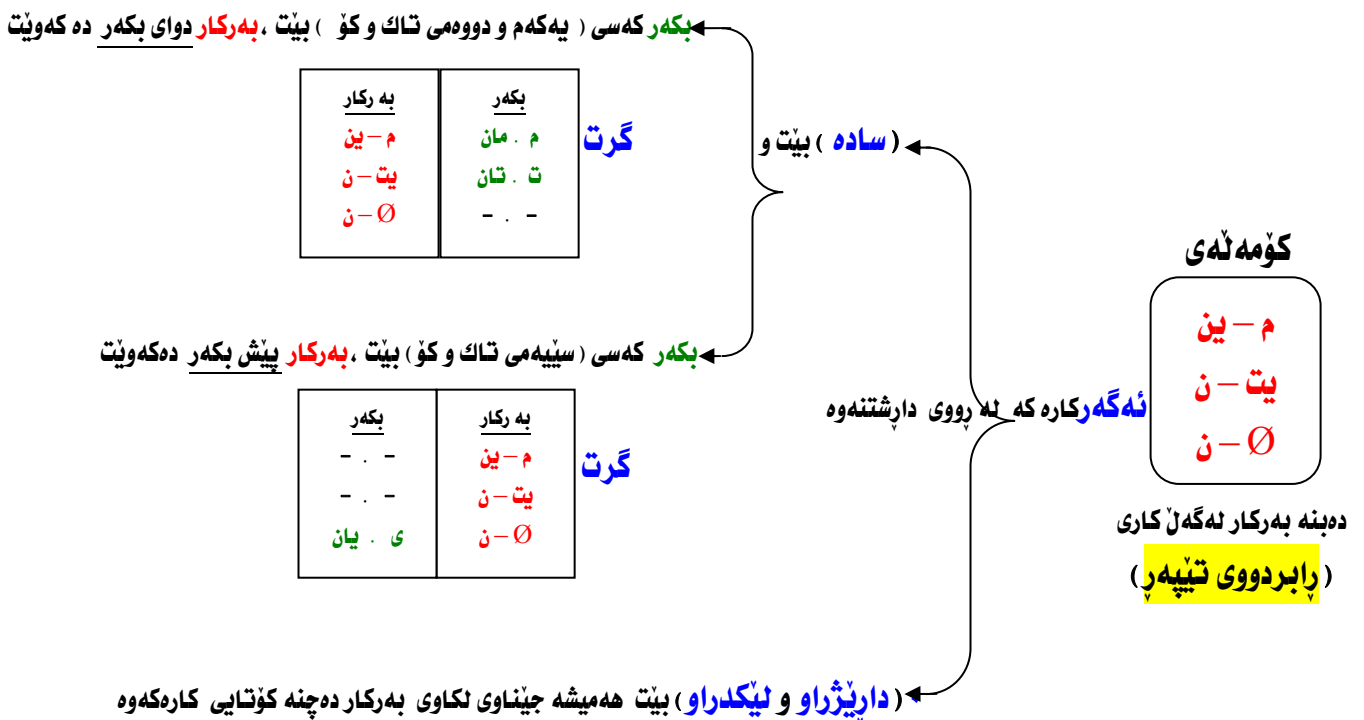 کۆمەڵەی
م – ین
یت – ن
Ø – ن
دەبنە بەرکار لەگەڵ کاری
( ڕابردووی تێپەڕ )
ئەگەر کارە کە لە ڕووی داڕشتنەوە
( سادە ) بێت و
بکەر کەسی ( یەکەم و دووەمی تاك و کۆ ) بێت ، بەرکار دوای بکەر دە کەوێت
گرت
بکەر
م . مان
ت . تان
- . -
بە رکار
م – ین
یت – ن
Ø – ن
بکەر کەسی ( سێیەمی تاك و کۆ ) بێت ، بەرکار پێش بکەر دەکەوێت
گرت
بە رکار
م – ین
یت – ن
Ø – ن
بکەر
- . -
- . -
ی . یان
( داڕێژراو و لێکدراو ) بێت هەمیشە جێناوی لکاوی بەرکار دەچنە کۆتایی کارەکەوە